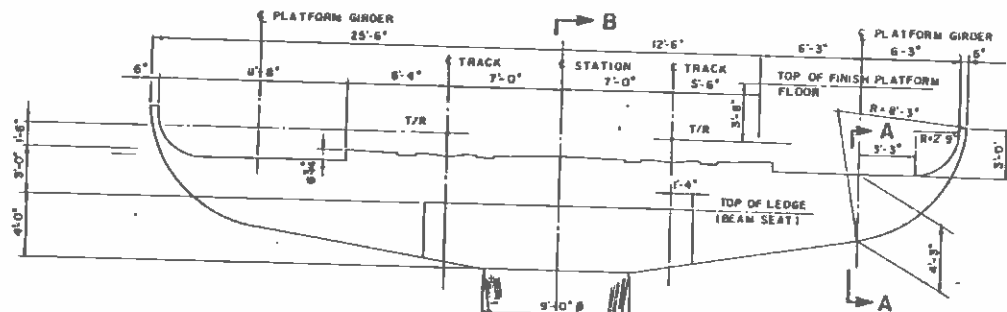 ℄ PLATFORM GIRDER
B
℄ PLATFORM GIRDER
25'-6"
12'-6"
6'-3"
6-3"
6"
6"
℄ TRACK
℄ STATION
℄ TRACK
6'-4"
7'-0"
7'-0"
5'-6"
TOP OF FINISH PLATFORM
FLOOR
R=8'-3"
T/R
T/R
3'-8"
A
R=2'9"
3'-3"
1'-6"
3'-0"
3'-0"
1'-4"
TOP OF LEDGE
(BEAM SEAT)
4'-0"
4'-3"
9'-10" ø
A